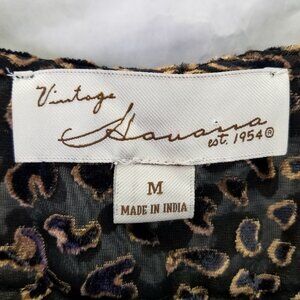 Vintage
Havana
est. 1954®
M
MADE IN INDIA